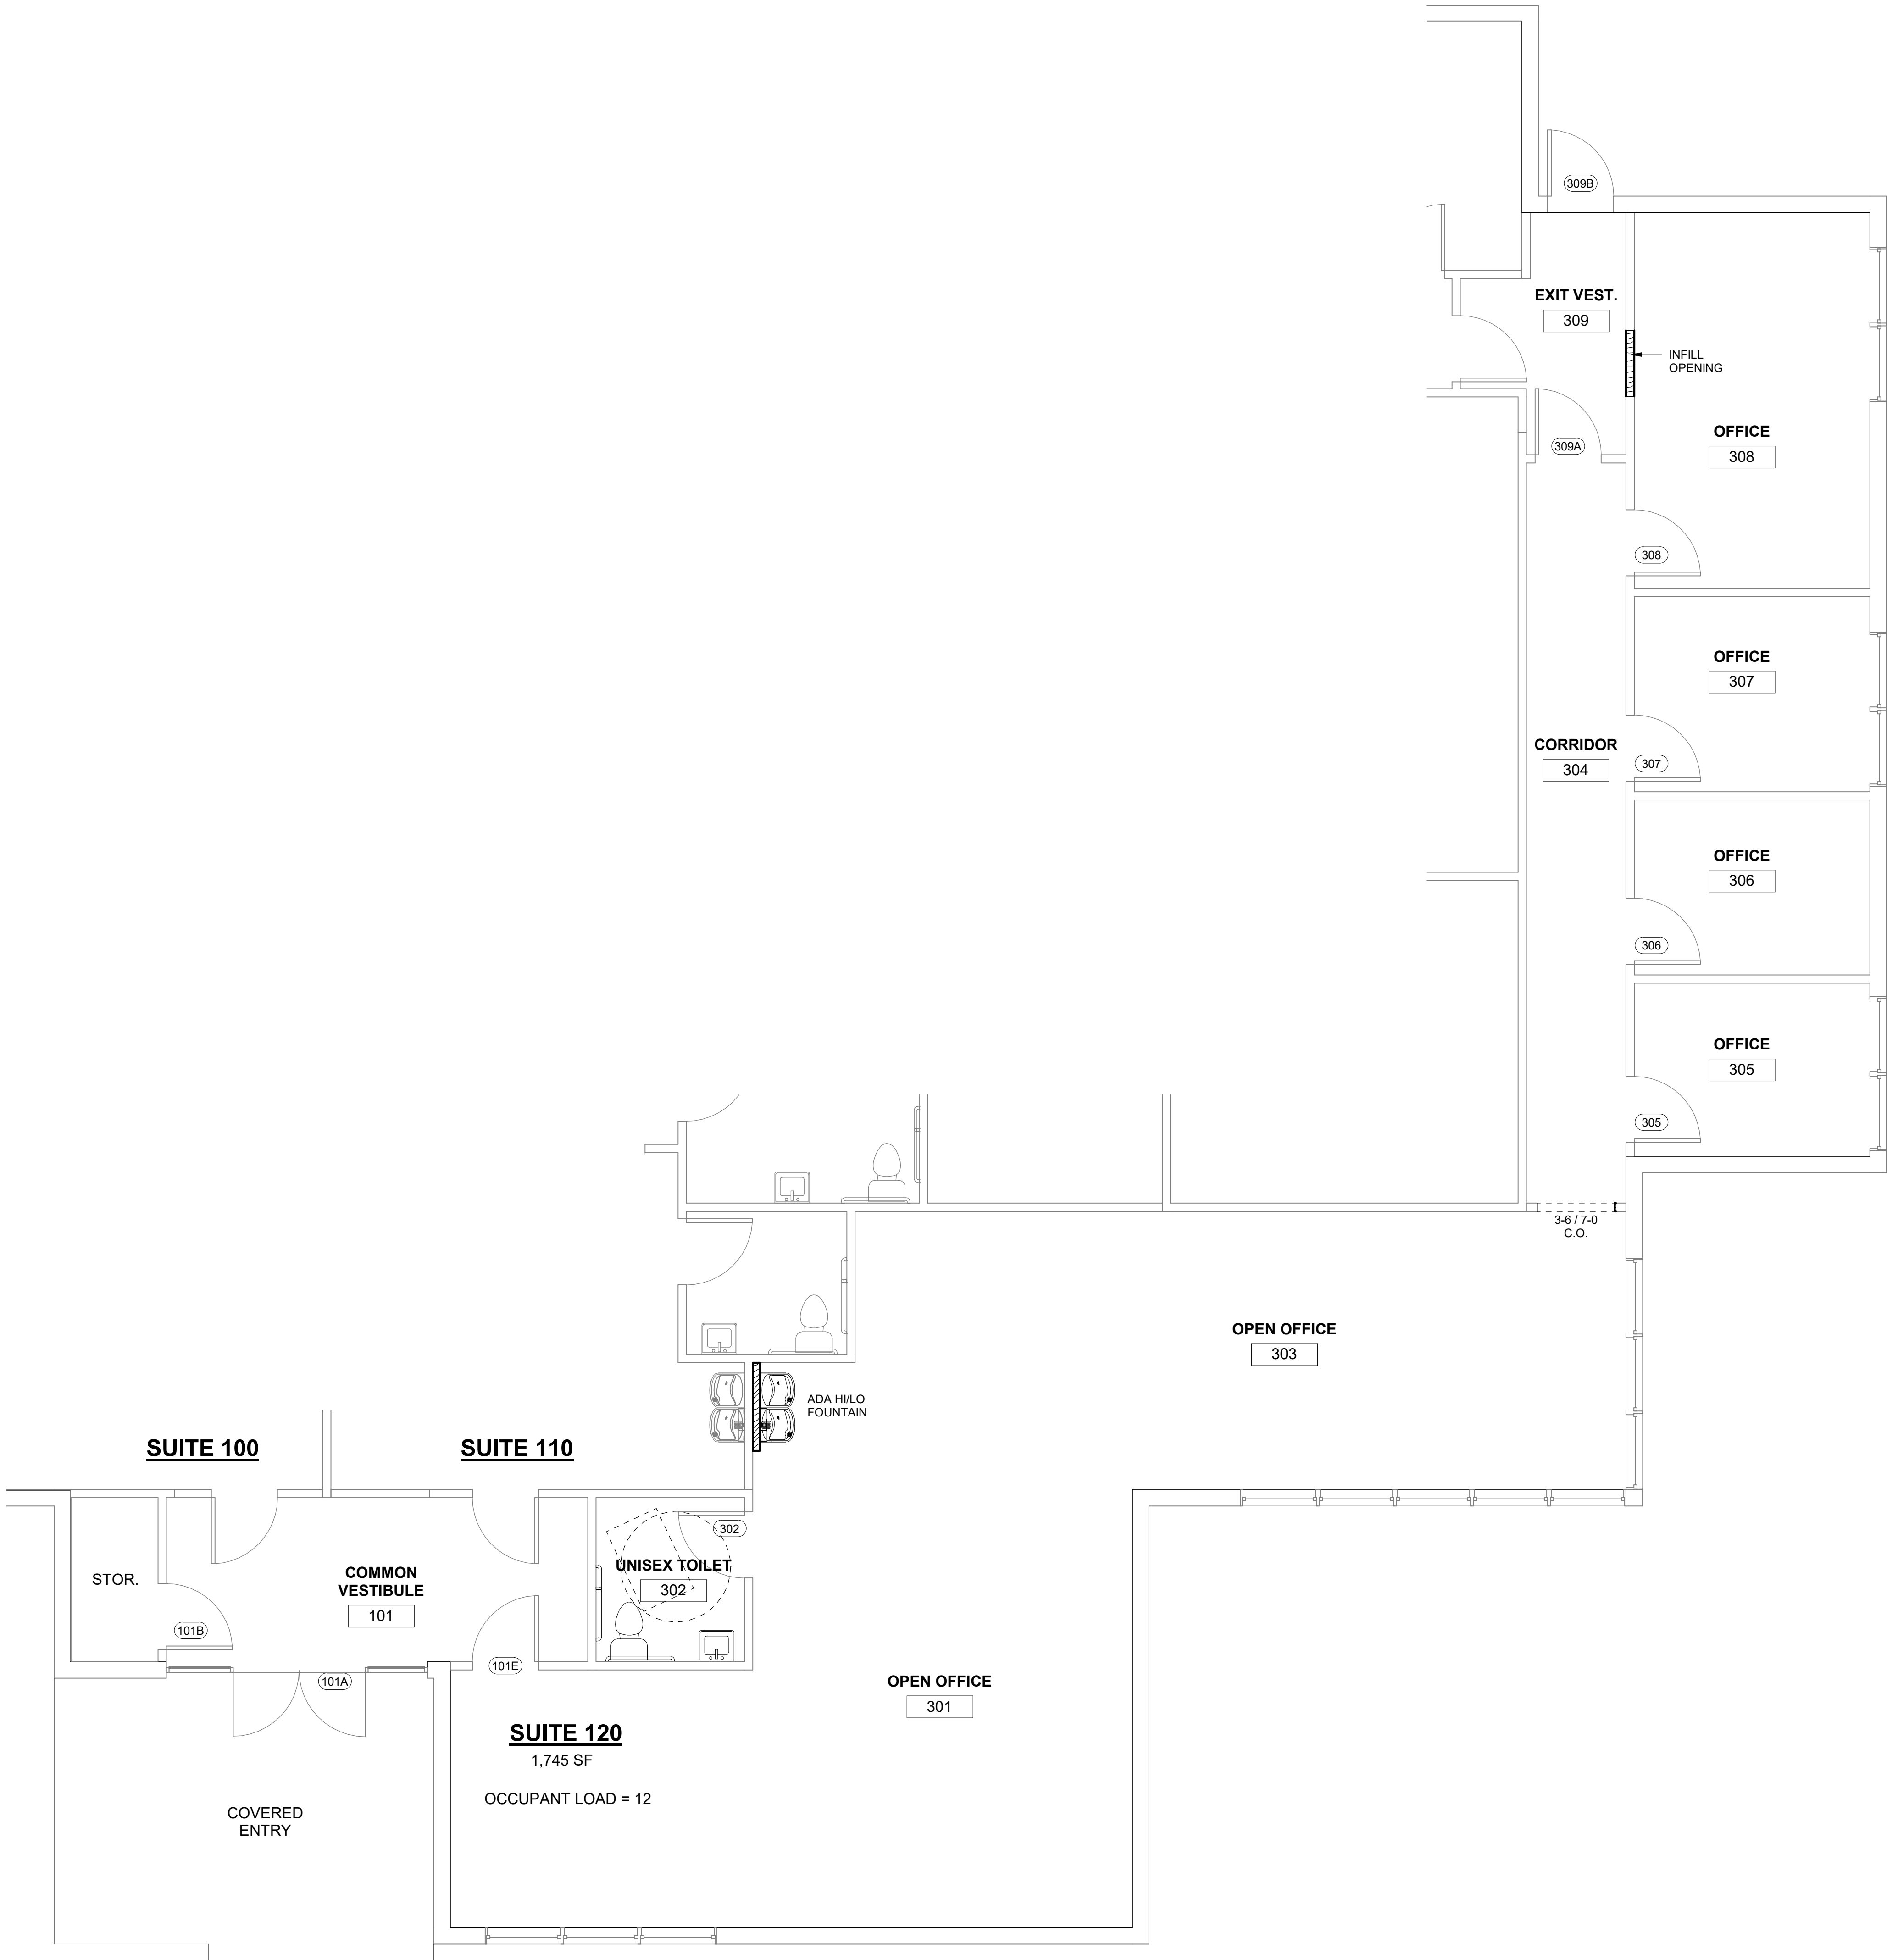 309B
EXIT VEST.
309
INFILL
OPENING
309A
OFFICE
308
308
OFFICE
307
CORRIDOR
304
307
OFFICE
306
306
OFFICE
305
305
3-6 / 7-0
C.O.
OPEN OFFICE
303
ADA HI/LO
FOUNTAIN
SUITE 100
SUITE 110
302
UNISEX TOILET
302
STOR.
COMMON
VESTIBULE
101
101B
101E
101A
OPEN OFFICE
301
SUITE 120
1,745 SF
OCCUPANT LOAD = 12
COVERED
ENTRY